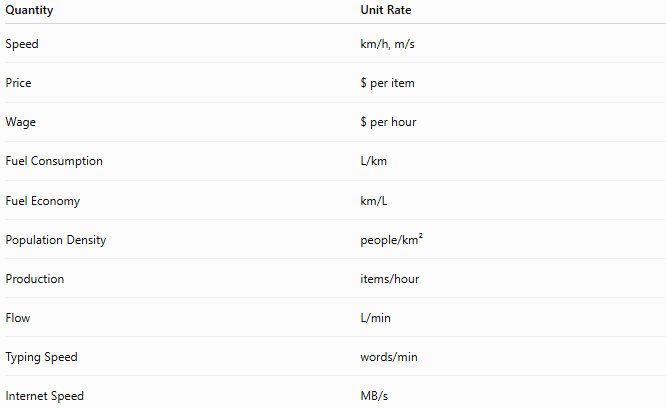 Quantity Unit Rate
Speed km/h, m/s
Price $ per item
Wage $ per hour
Fuel Consumption L/km
Fuel Economy km/L
Population Density people/km²
Production items/hour
Flow L/min
Typing Speed words/min
Internet Speed MB/s